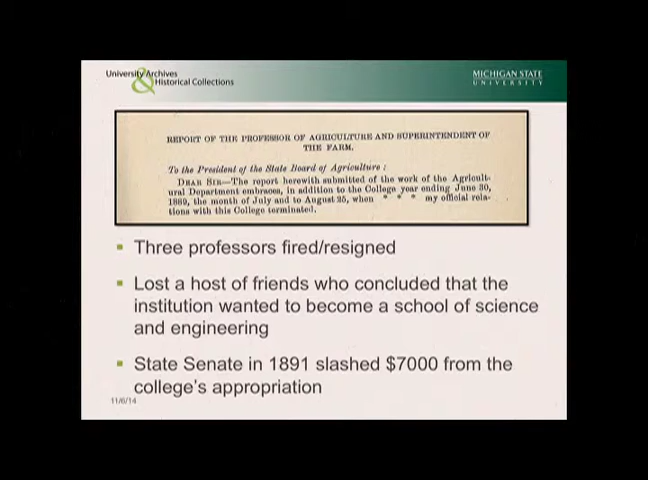 University Archives
& Historical Collections
MICHIGAN STATE
UNIVERSITY
REPORT OF THE PROFESSOR OF AGRICULTURE AND SUPERINTENDENT OF
THE FARM.
To the President of the State Board of Agriculture:
DEAR SIR—The report herewith submitted of the work of the Agricult-
ural Department embraces, in addition to the College year ending June 30,
1889, the month of July and to August 25, when * * * my official rela-
tions with this College terminated.
Three professors fired/resigned
Lost a host of friends who concluded that the
institution wanted to become a school of science
and engineering
State Senate in 1891 slashed $7000 from the
college's appropriation
11/6/14